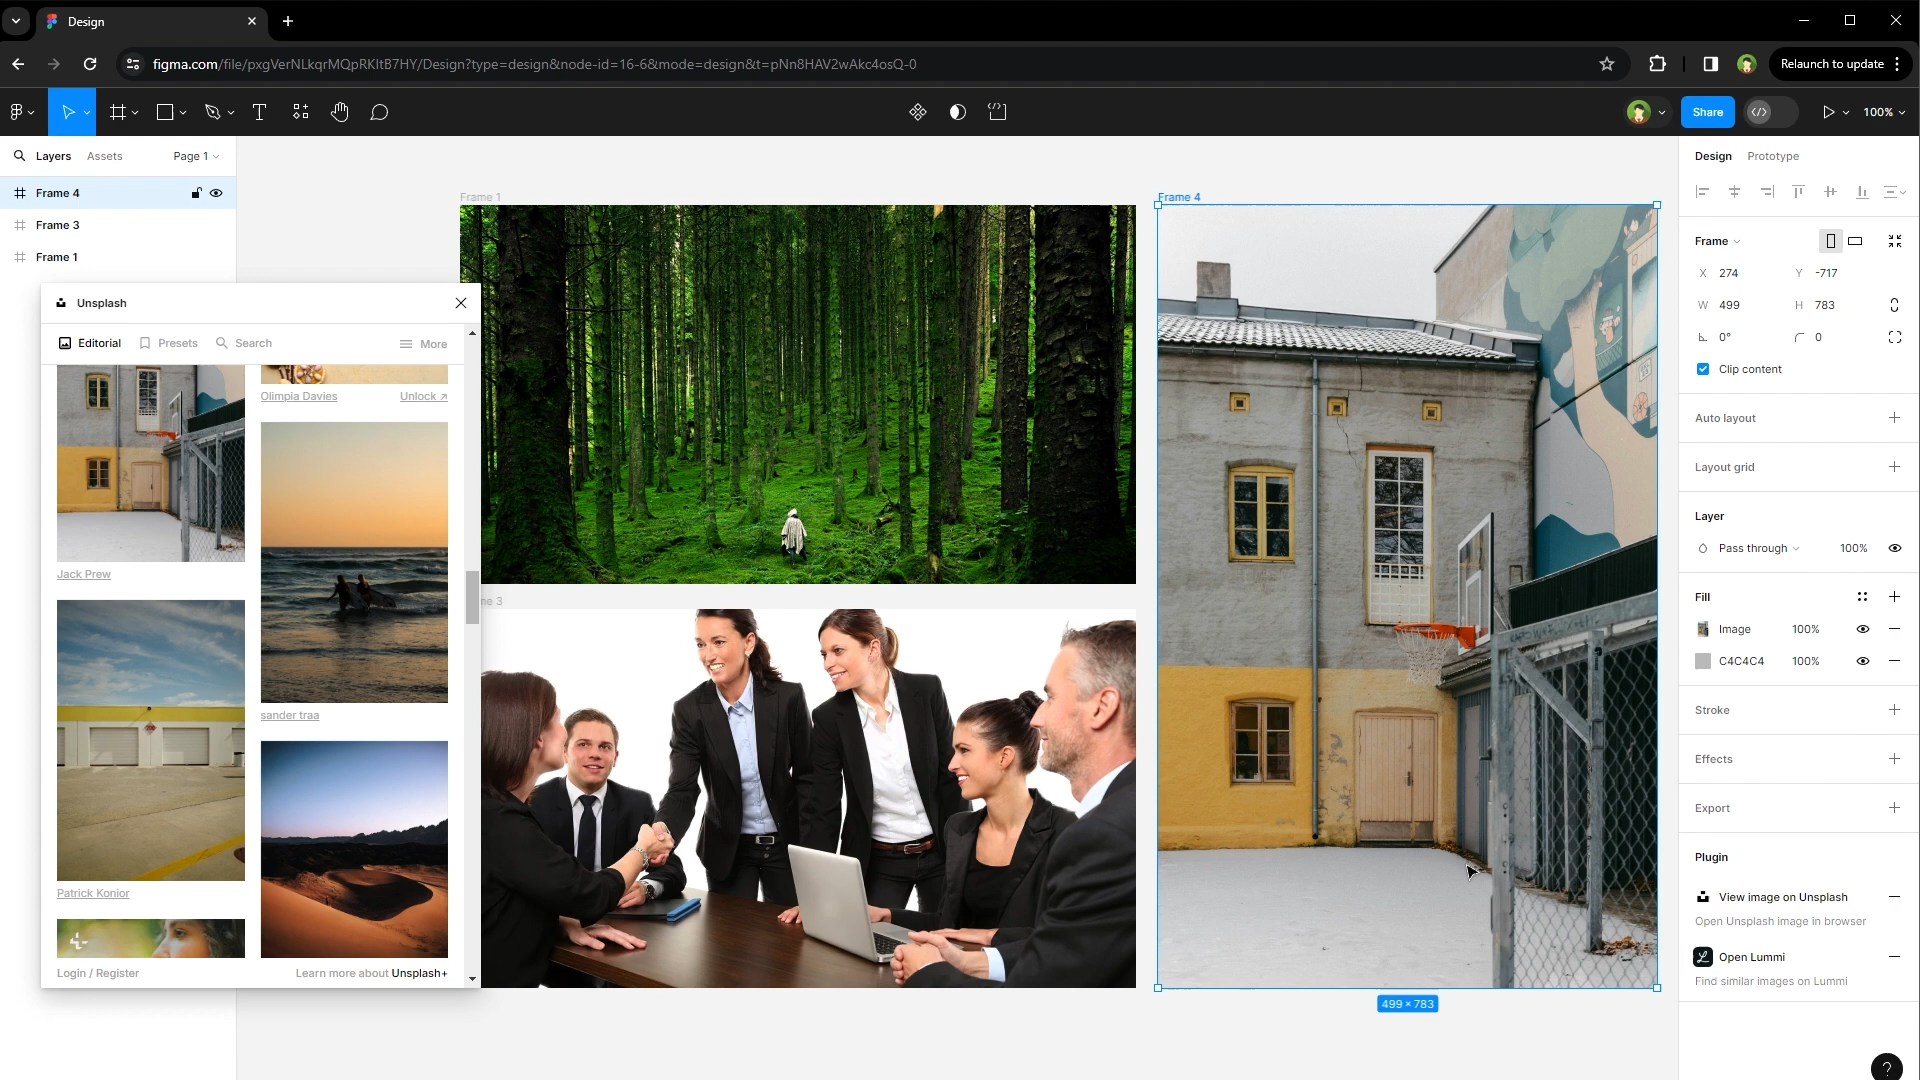 Design
figma.com/file/pxgVerNLkqrMQpRKltB7HY/Design?type=design&node-id=16-6&mode=design&t=pNn8HAV2wAkc4osQ-0
Relaunch to update
Share
100%
Layers
Assets
Page 1
Frame 4
Frame 3
Frame 1
Unsplash
Editorial
Presets
Search
More
Olimpia Davies
Unlock ↗
Jack Prew
sander traa
Patrick Konior
Login / Register
Learn more about Unsplash+
Frame 1
ne 3
Frame 4
499 × 783
Design
Prototype
Frame
X 274
Y -717
W 499
H 783
0°
0
Clip content
Auto layout
Layout grid
Layer
Pass through
100%
Fill
Image 100%
C4C4C4 100%
Stroke
Effects
Export
Plugin
View image on Unsplash
Open Unsplash image in browser
Open Lummi
Find similar images on Lummi
?